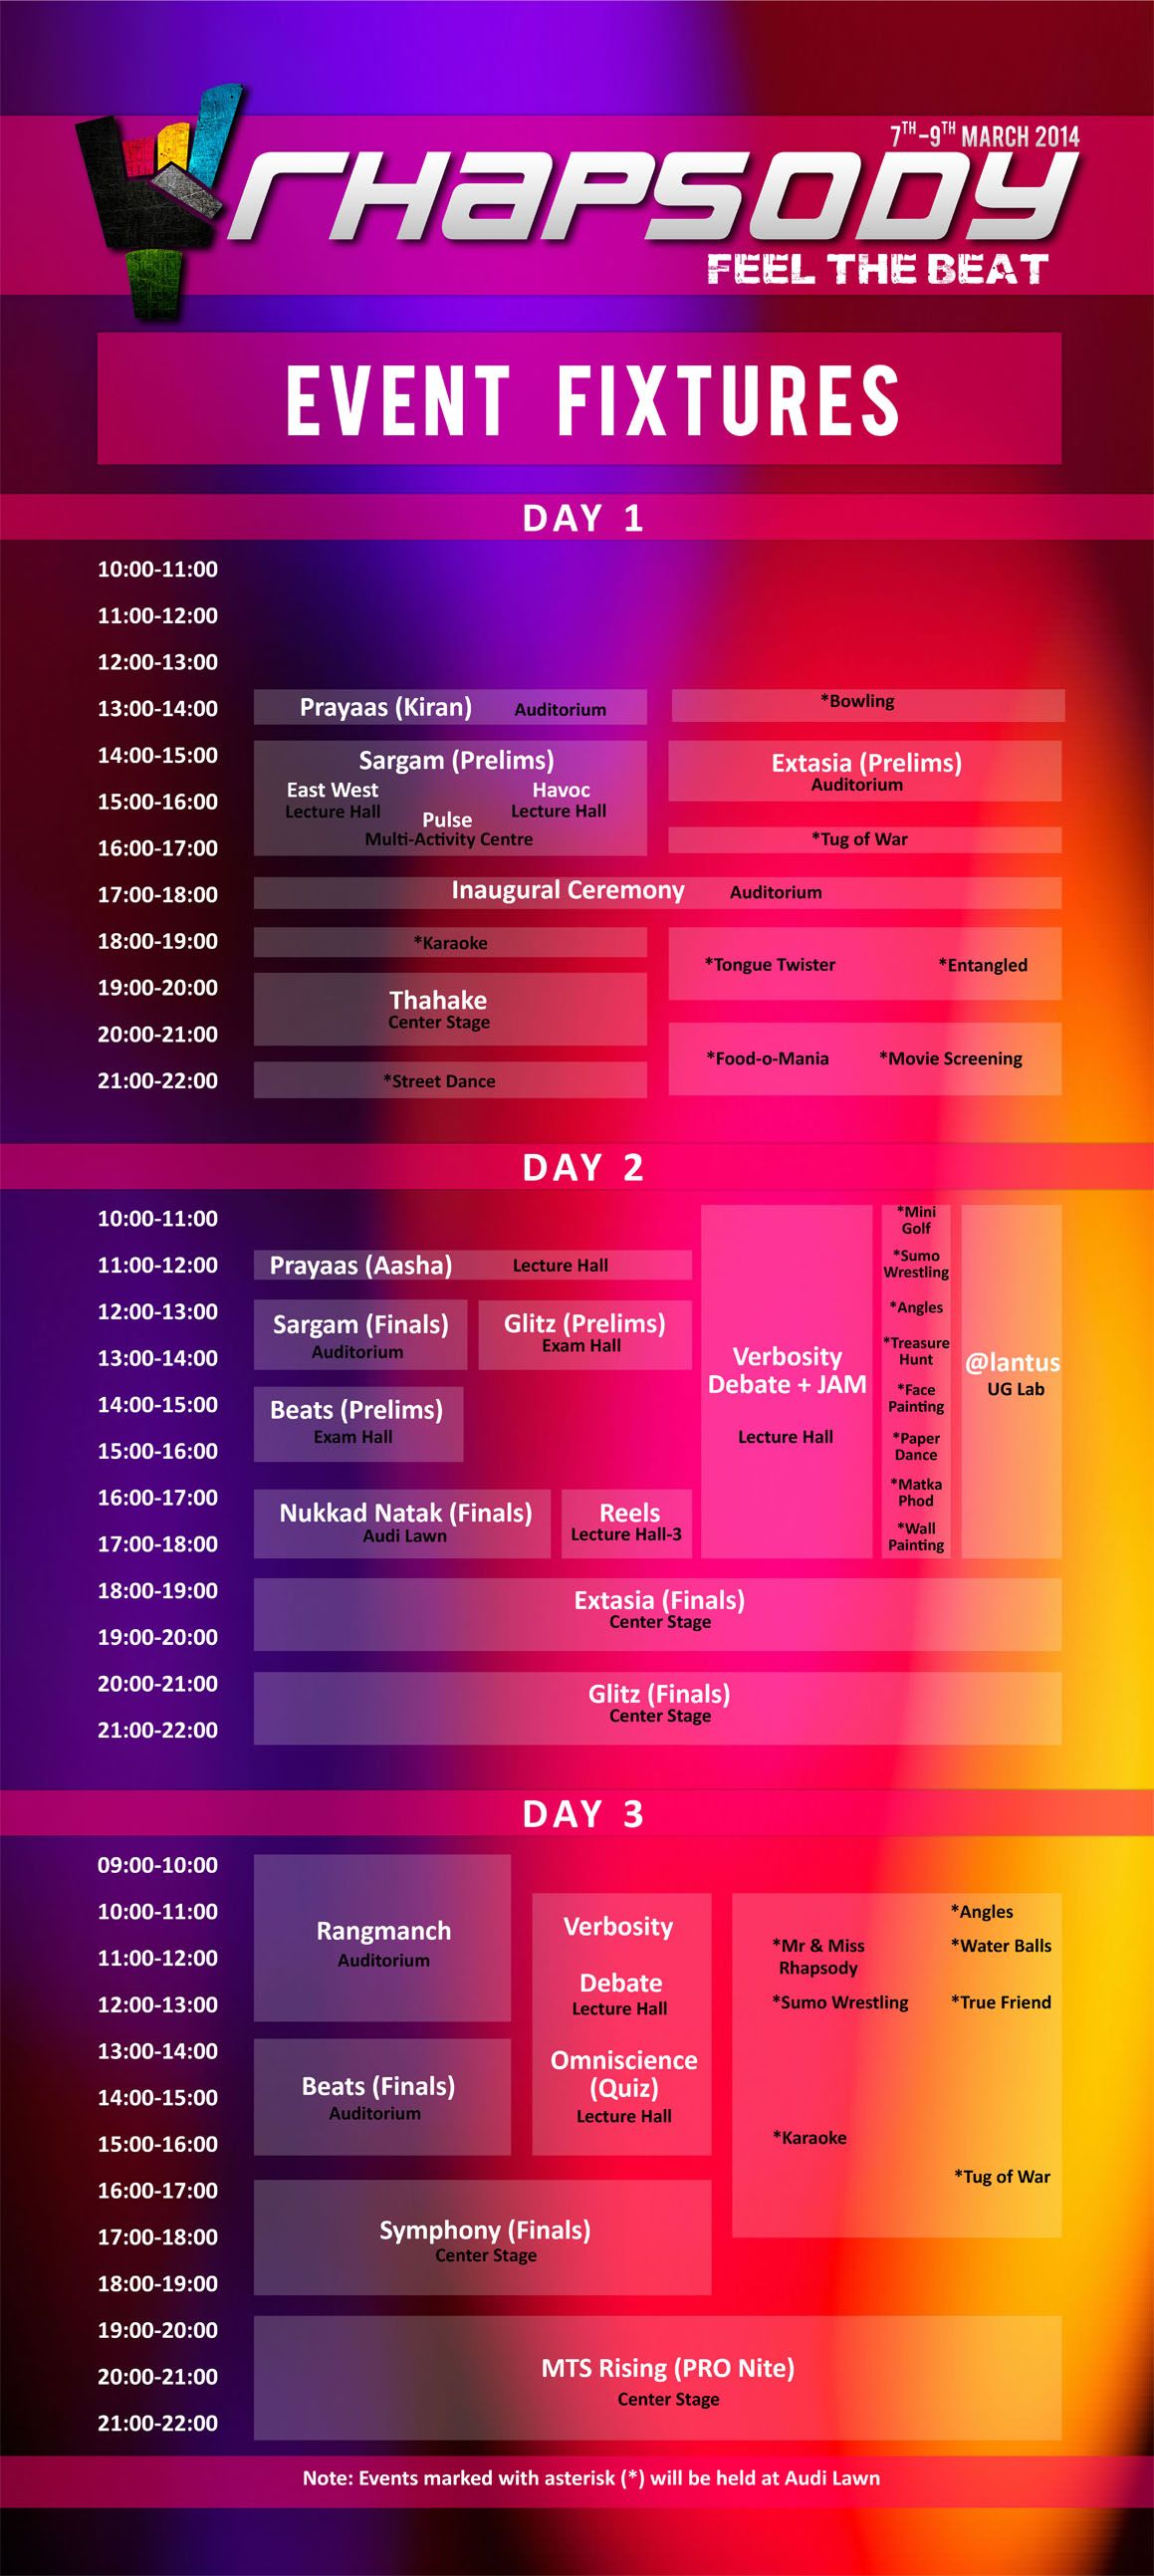 7TH-9TH MARCH 2014
RHAPSODY
FEEL THE BEAT
EVENT FIXTURES
DAY 1
10:00-11:00
11:00-12:00
12:00-13:00
13:00-14:00
Prayaas (Kiran) Auditorium
*Bowling
14:00-15:00
15:00-16:00
16:00-17:00
Sargam (Prelims)
East West
Lecture Hall
Havoc
Lecture Hall
Pulse
Multi-Activity Centre
Extasia (Prelims)
Auditorium
*Tug of War
17:00-18:00
Inaugural Ceremony Auditorium
18:00-19:00
*Karaoke
*Tongue Twister *Entangled
19:00-20:00
20:00-21:00
Thahake
Center Stage
*Food-o-Mania *Movie Screening
21:00-22:00
*Street Dance
DAY 2
10:00-11:00
11:00-12:00
Prayaas (Aasha) Lecture Hall
12:00-13:00
13:00-14:00
Sargam (Finals)
Auditorium
Glitz (Prelims)
Exam Hall
14:00-15:00
15:00-16:00
Beats (Prelims)
Exam Hall
16:00-17:00
17:00-18:00
Nukkad Natak (Finals)
Audi Lawn
Reels
Lecture Hall-3
Verbosity
Debate + JAM
Lecture Hall
*Mini
Golf
*Sumo
Wrestling
*Angles
*Treasure
Hunt
*Face
Painting
*Paper
Dance
*Matka
Phod
*Wall
Painting
@lantus
UG Lab
18:00-19:00
19:00-20:00
Extasia (Finals)
Center Stage
20:00-21:00
21:00-22:00
Glitz (Finals)
Center Stage
DAY 3
09:00-10:00
10:00-11:00
11:00-12:00
12:00-13:00
Rangmanch
Auditorium
13:00-14:00
14:00-15:00
15:00-16:00
Beats (Finals)
Auditorium
Verbosity
Debate
Lecture Hall
Omniscience
(Quiz)
Lecture Hall
*Angles
*Mr & Miss
Rhapsody
*Water Balls
*Sumo Wrestling
*True Friend
*Karaoke
*Tug of War
16:00-17:00
17:00-18:00
18:00-19:00
Symphony (Finals)
Center Stage
19:00-20:00
20:00-21:00
21:00-22:00
MTS Rising (PRO Nite)
Center Stage
Note: Events marked with asterisk (*) will be held at Audi Lawn